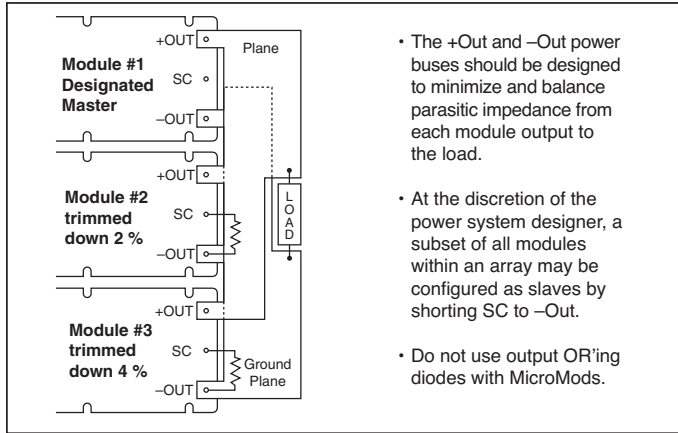 +OUT
Plane
Module #1
Designated
Master
SC
–OUT
+OUT
Module #2
trimmed
down 2 %
SC
–OUT
LOAD
+OUT
Module #3
trimmed
down 4 %
SC
–OUT
Ground
Plane
• The +Out and –Out power
buses should be designed
to minimize and balance
parasitic impedance from
each module output to
the load.
• At the discretion of the
power system designer, a
subset of all modules
within an array may be
configured as slaves by
shorting SC to –Out.
• Do not use output OR'ing
diodes with MicroMods.